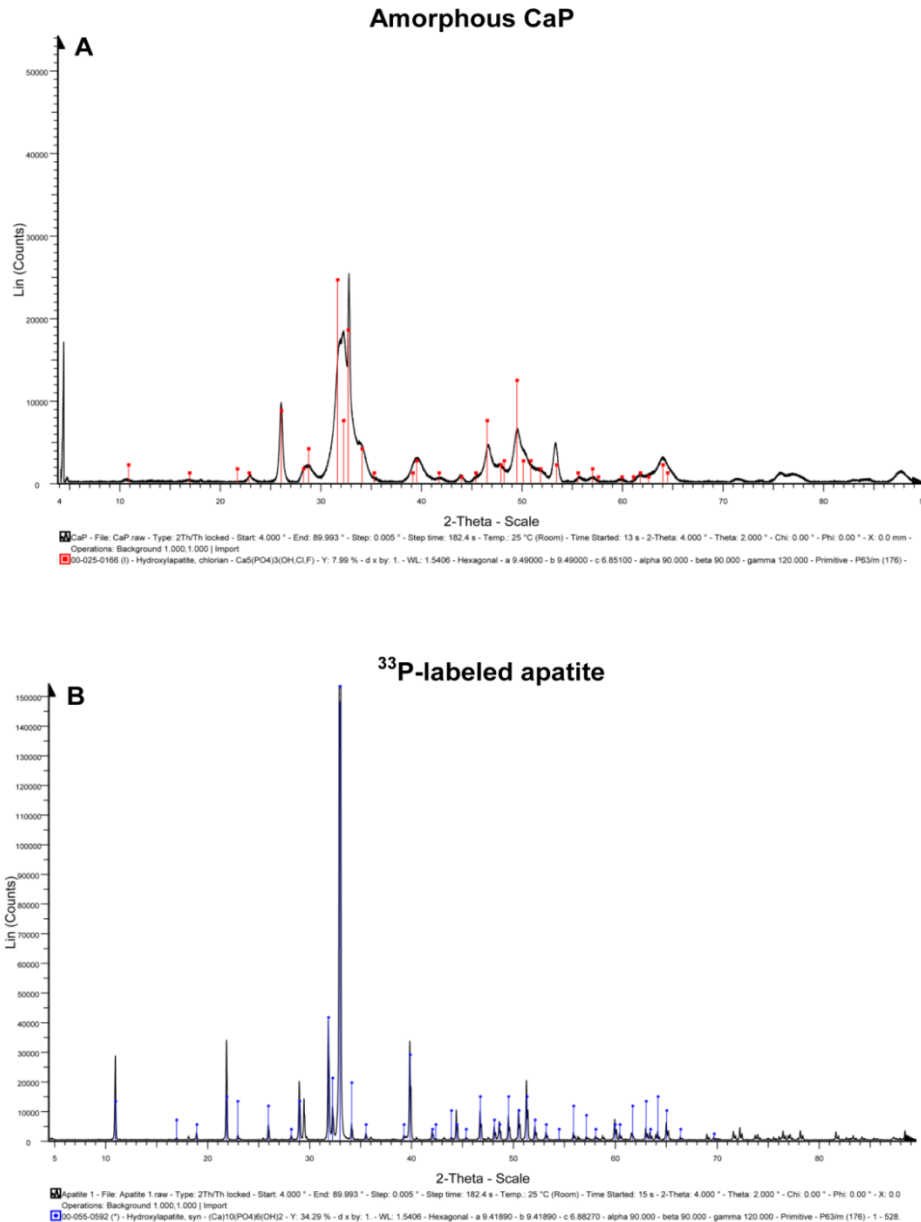 Amorphous CaP
A
50000
40000
30000
20000
10000
0
Lin (Counts)
4 10 20 30 40 50 60 70 80
2-Theta - Scale
CaP - File: CaP.raw - Type: 2Th/Th locked - Start: 4.000 ° - End: 89.993 ° - Step: 0.005 ° - Step time: 182.4 s - Temp.: 25 °C (Room) - Time Started: 13 s - 2-Theta: 4.000 ° - Theta: 2.000 ° - Chi: 0.00 ° - Phi: 0.00 ° - X: 0.0 mm -
Operations: Background 1.000,1.000 | Import
00-025-0166 (I) - Hydroxylapatite, chlorian - Ca5(PO4)3(OH,Cl,F) - Y: 7.99 % - d x by: 1. - WL: 1.5406 - Hexagonal - a 9.49000 - b 9.49000 - c 6.85100 - alpha 90.000 - beta 90.000 - gamma 120.000 - Primitive - P63/m (176) -
³³P-labeled apatite
B
150000
140000
130000
120000
110000
100000
90000
80000
70000
60000
50000
40000
30000
20000
10000
0
Lin (Counts)
5 10 20 30 40 50 60 70 80
2-Theta - Scale
Apatite 1 - File: Apatite 1.raw - Type: 2Th/Th locked - Start: 4.000 ° - End: 89.993 ° - Step: 0.005 ° - Step time: 182.4 s - Temp.: 25 °C (Room) - Time Started: 15 s - 2-Theta: 4.000 ° - Theta: 2.000 ° - Chi: 0.00 ° - Phi: 0.00 ° - X: 0.0
Operations: Background 1.000,1.000 | Import
00-055-0592 (*) - Hydroxylapatite, syn - (Ca)10(PO4)6(OH)2 - Y: 34.29 % - d x by: 1. - WL: 1.5406 - Hexagonal - a 9.41890 - b 9.41890 - c 6.88270 - alpha 90.000 - beta 90.000 - gamma 120.000 - Primitive - P63/m (176) - 1 - 528.